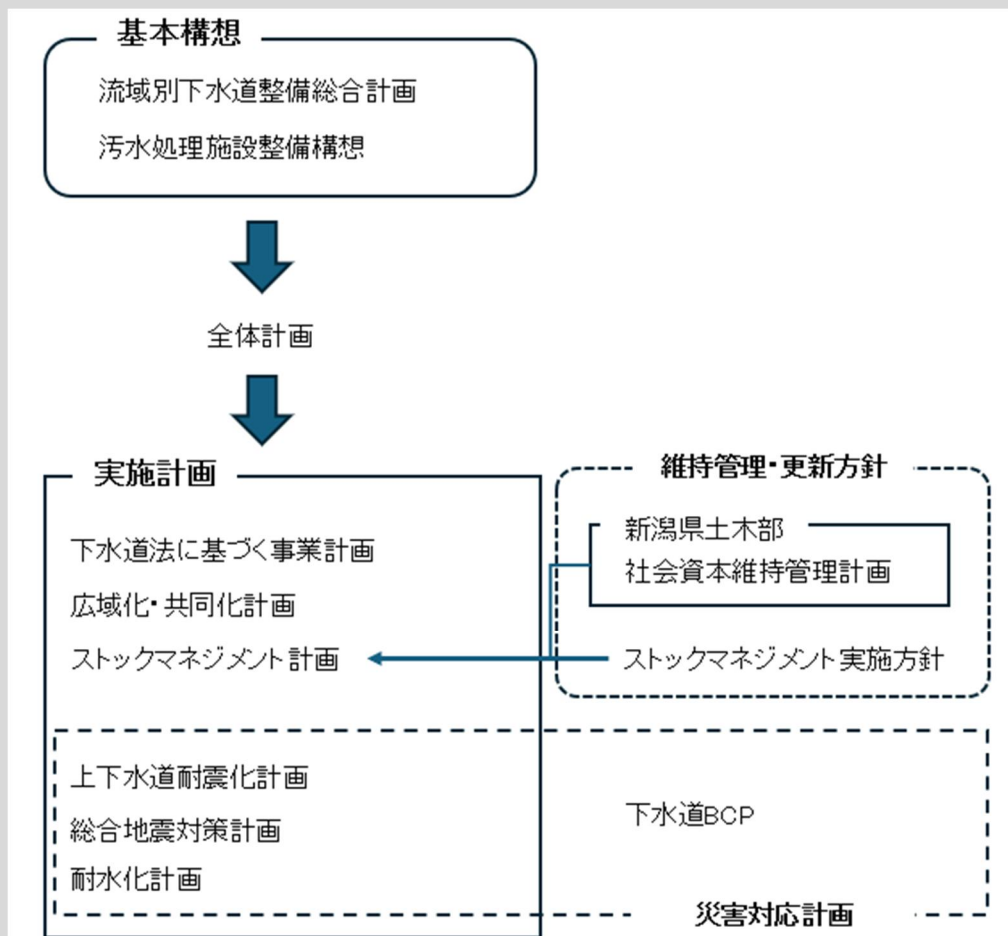 基本構想
流域別下水道整備総合計画
汚水処理施設整備構想
全体計画
実施計画
下水道法に基づく事業計画
広域化・共同化計画
ストックマネジメント計画
維持管理・更新方針
新潟県土木部
社会資本維持管理計画
ストックマネジメント実施方針
上下水道耐震化計画
総合地震対策計画
耐水化計画
下水道BCP
災害対応計画